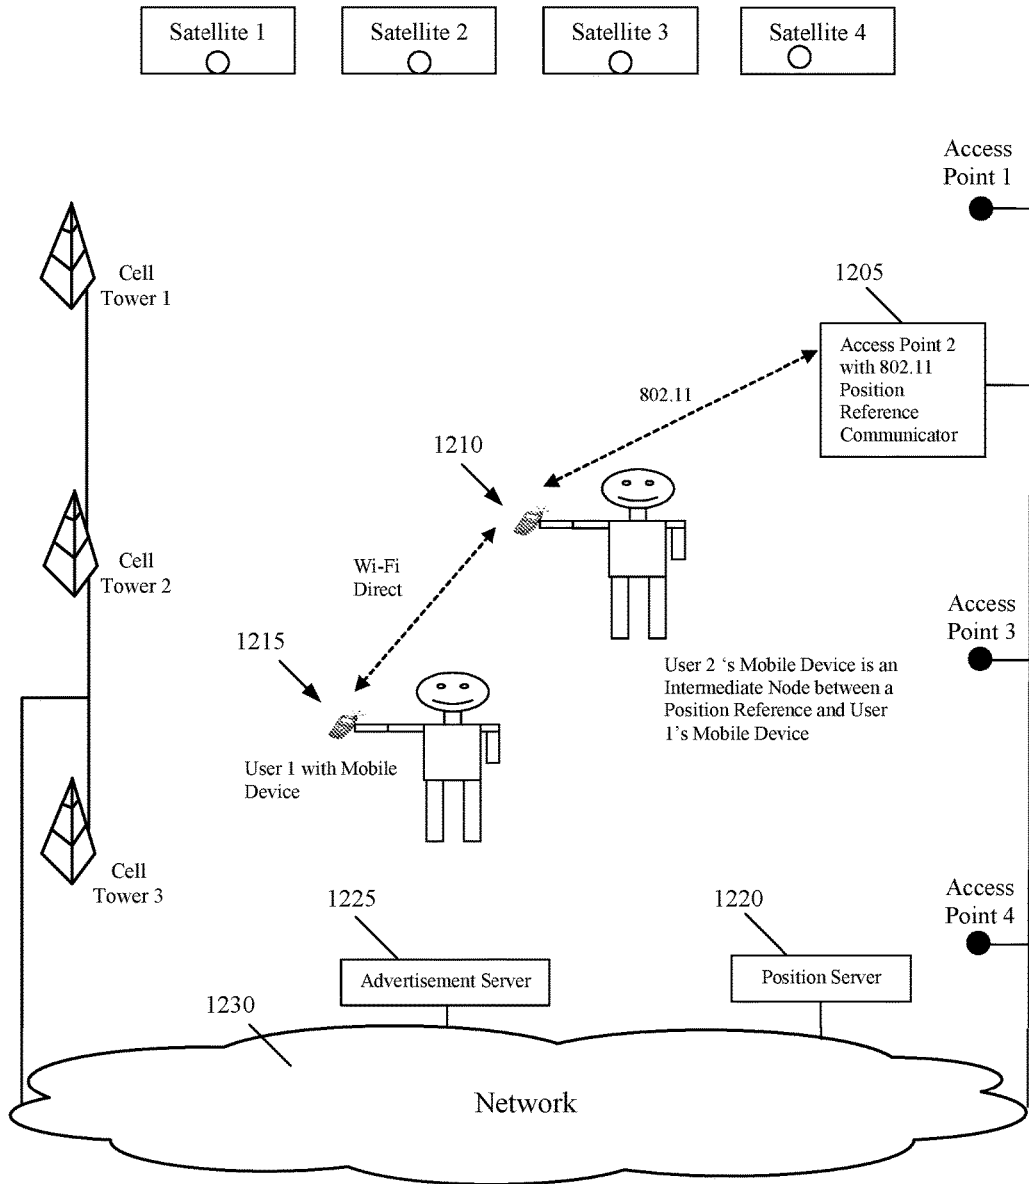 Satellite 1
Satellite 2
Satellite 3
Satellite 4
Access
Point 1
Cell
Tower 1
1205
Access Point 2
with 802.11
Position
Reference
Communicator
802.11
1210
Cell
Tower 2
Wi-Fi
Direct
Access
Point 3
1215
User 2 ‘s Mobile Device is an
Intermediate Node between a
Position Reference and User
1’s Mobile Device
User 1 with Mobile
Device
Cell
Tower 3
1225
1220
Access
Point 4
Advertisement Server
Position Server
1230
Network